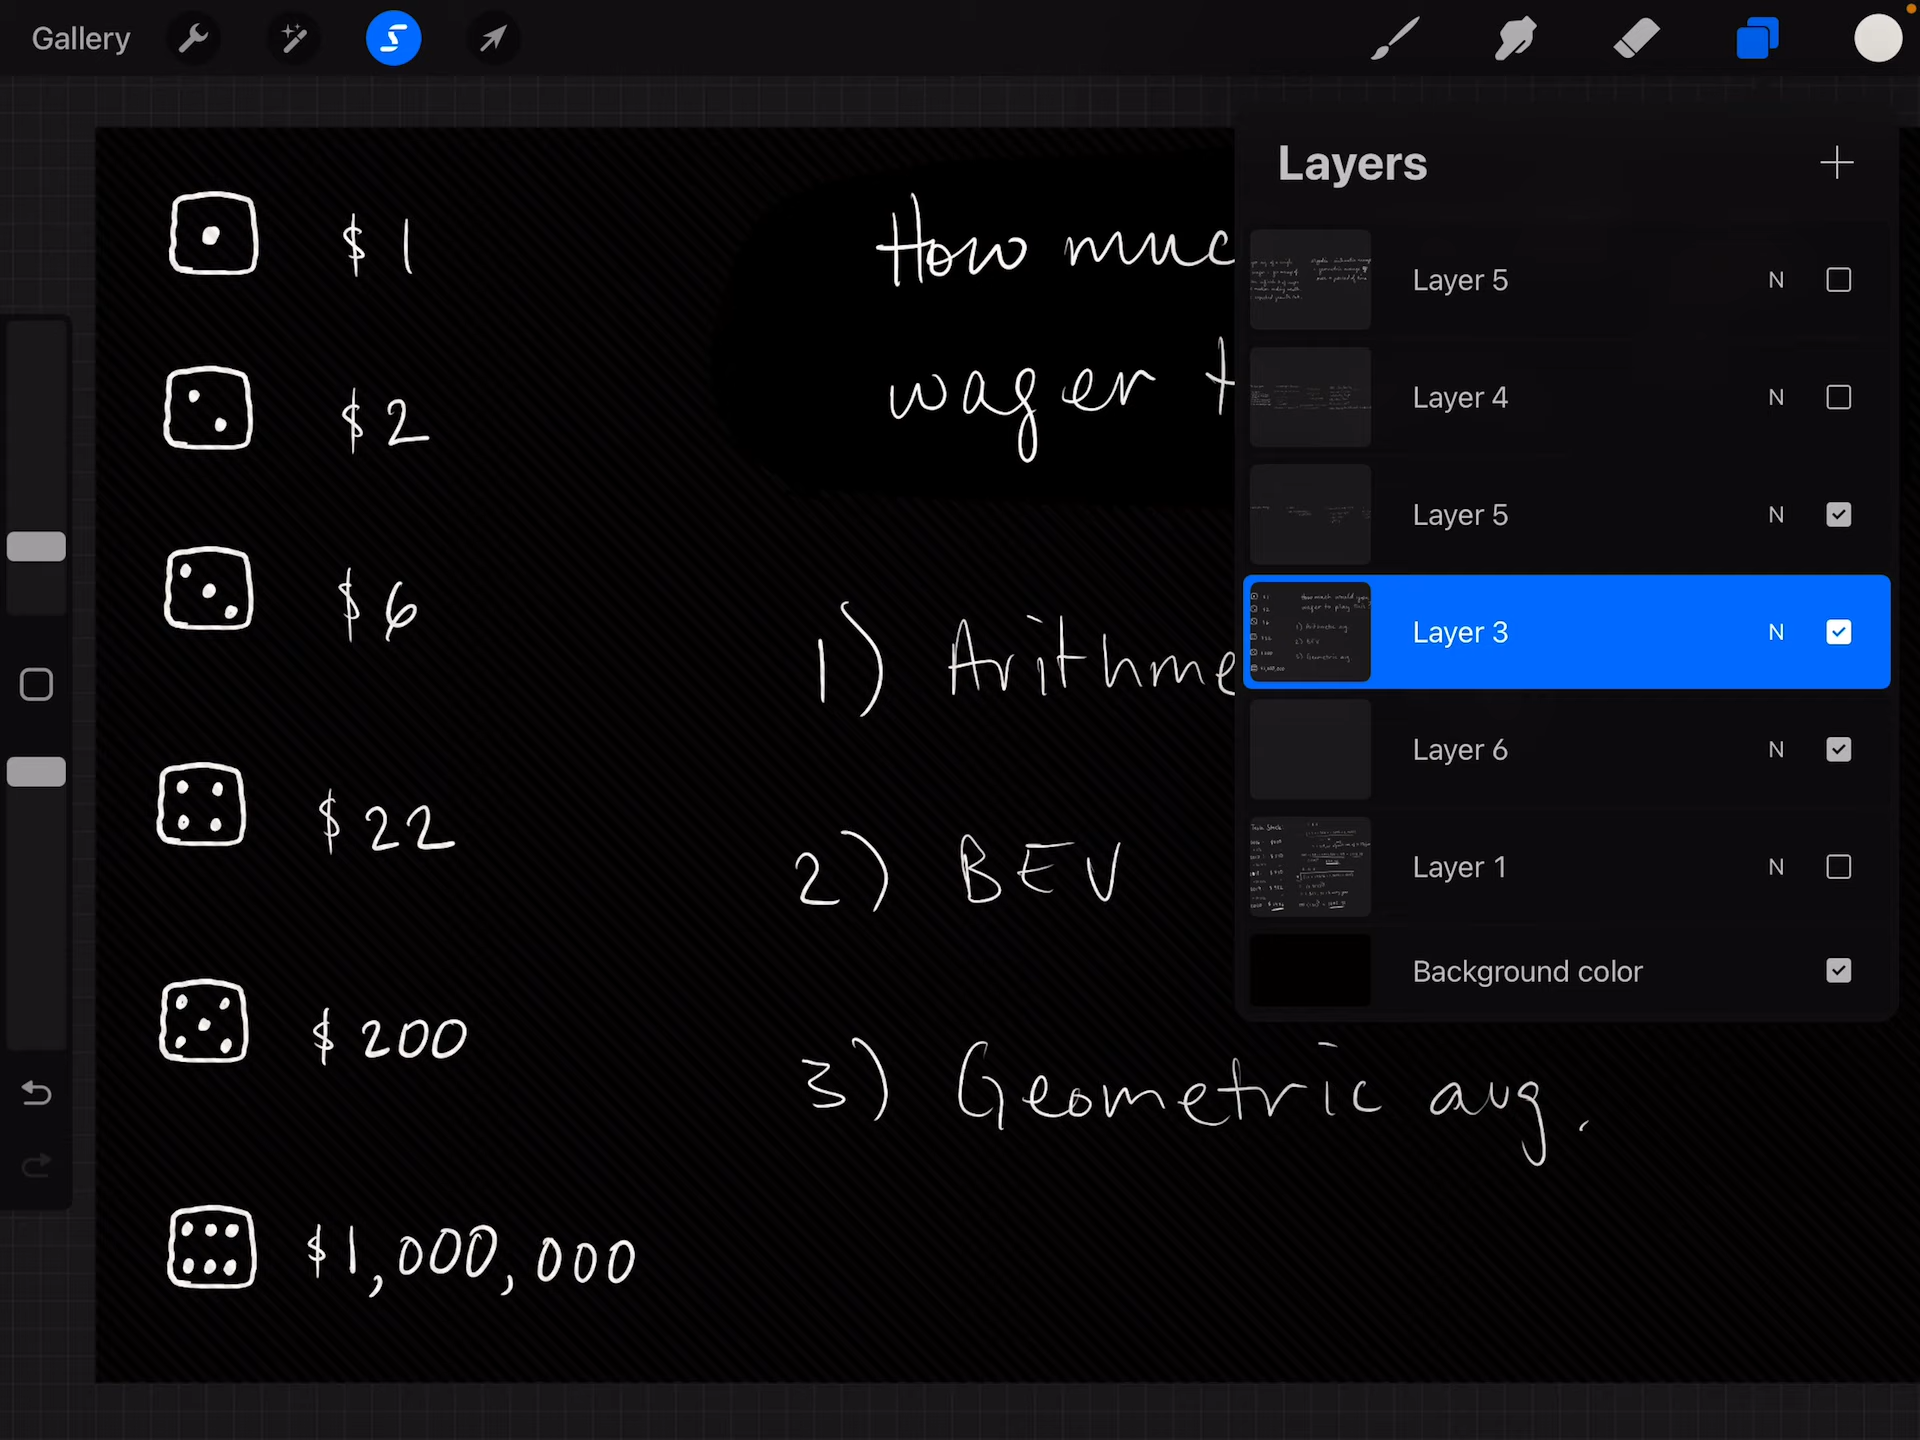 Gallery
$ 1
$ 2
$ 6
$ 22
$ 200
$1,000,000
How muc
wager t
1) Arithme
2) BEV
3) Geometric avg.
Layers
Layer 5 N
Layer 4 N
Layer 5 N
Layer 3 N
Layer 6 N
Layer 1 N
Background color